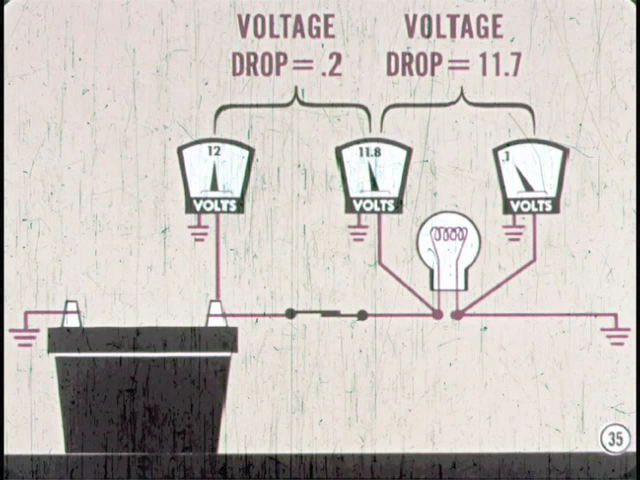 VOLTAGE
DROP = .2
VOLTAGE
DROP = 11.7
12
VOLTS
11.8
VOLTS
.1
VOLTS
35